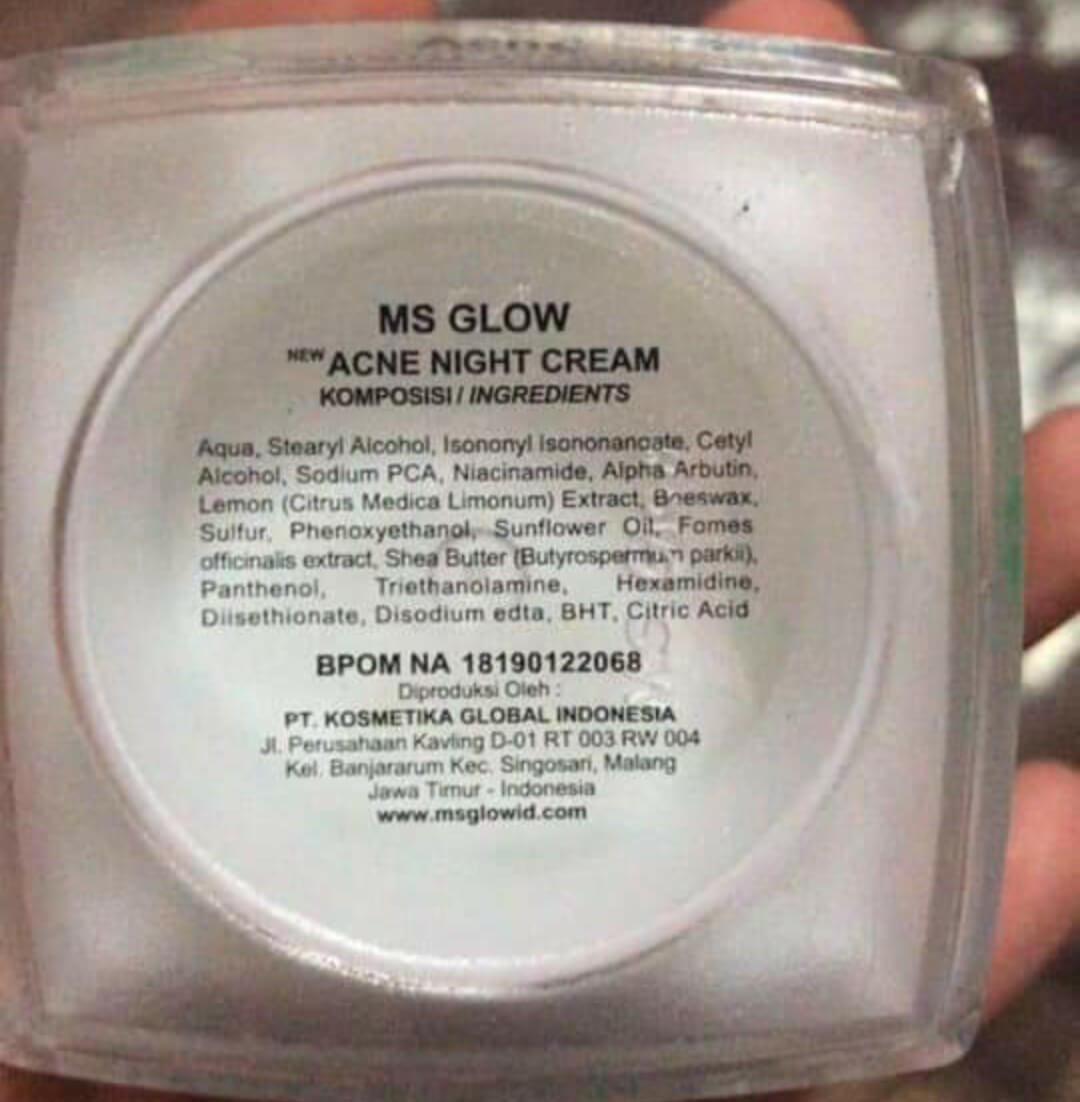 MS GLOW
NEW ACNE NIGHT CREAM
KOMPOSISI / INGREDIENTS
Aqua, Stearyl Alcohol, Isononyl Isononanoate, Cetyl
Alcohol, Sodium PCA, Niacinamide, Alpha Arbutin,
Lemon (Citrus Medica Limonum) Extract, Beeswax,
Sulfur, Phenoxyethanol, Sunflower Oil, Fomes
officinalis extract, Shea Butter (Butyrospermum parkii),
Panthenol, Triethanolamine, Hexamidine,
Diisethionate, Disodium edta, BHT, Citric Acid
BPOM NA 18190122068
Diproduksi Oleh :
PT. KOSMETIKA GLOBAL INDONESIA
Jl. Perusahaan Kavling D-01 RT 003 RW 004
Kel. Banjararum Kec. Singosari, Malang
Jawa Timur - Indonesia
www.msglowid.com